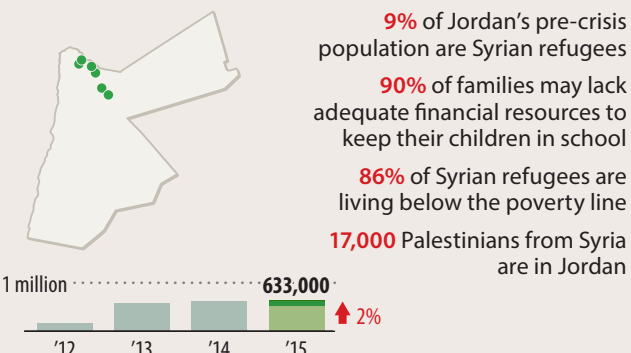 9% of Jordan’s pre-crisis
population are Syrian refugees
90% of families may lack
adequate financial resources to
keep their children in school
86% of Syrian refugees are
living below the poverty line
17,000 Palestinians from Syria
are in Jordan
1 million
633,000
2%
’12 ’13 ’14 ’15